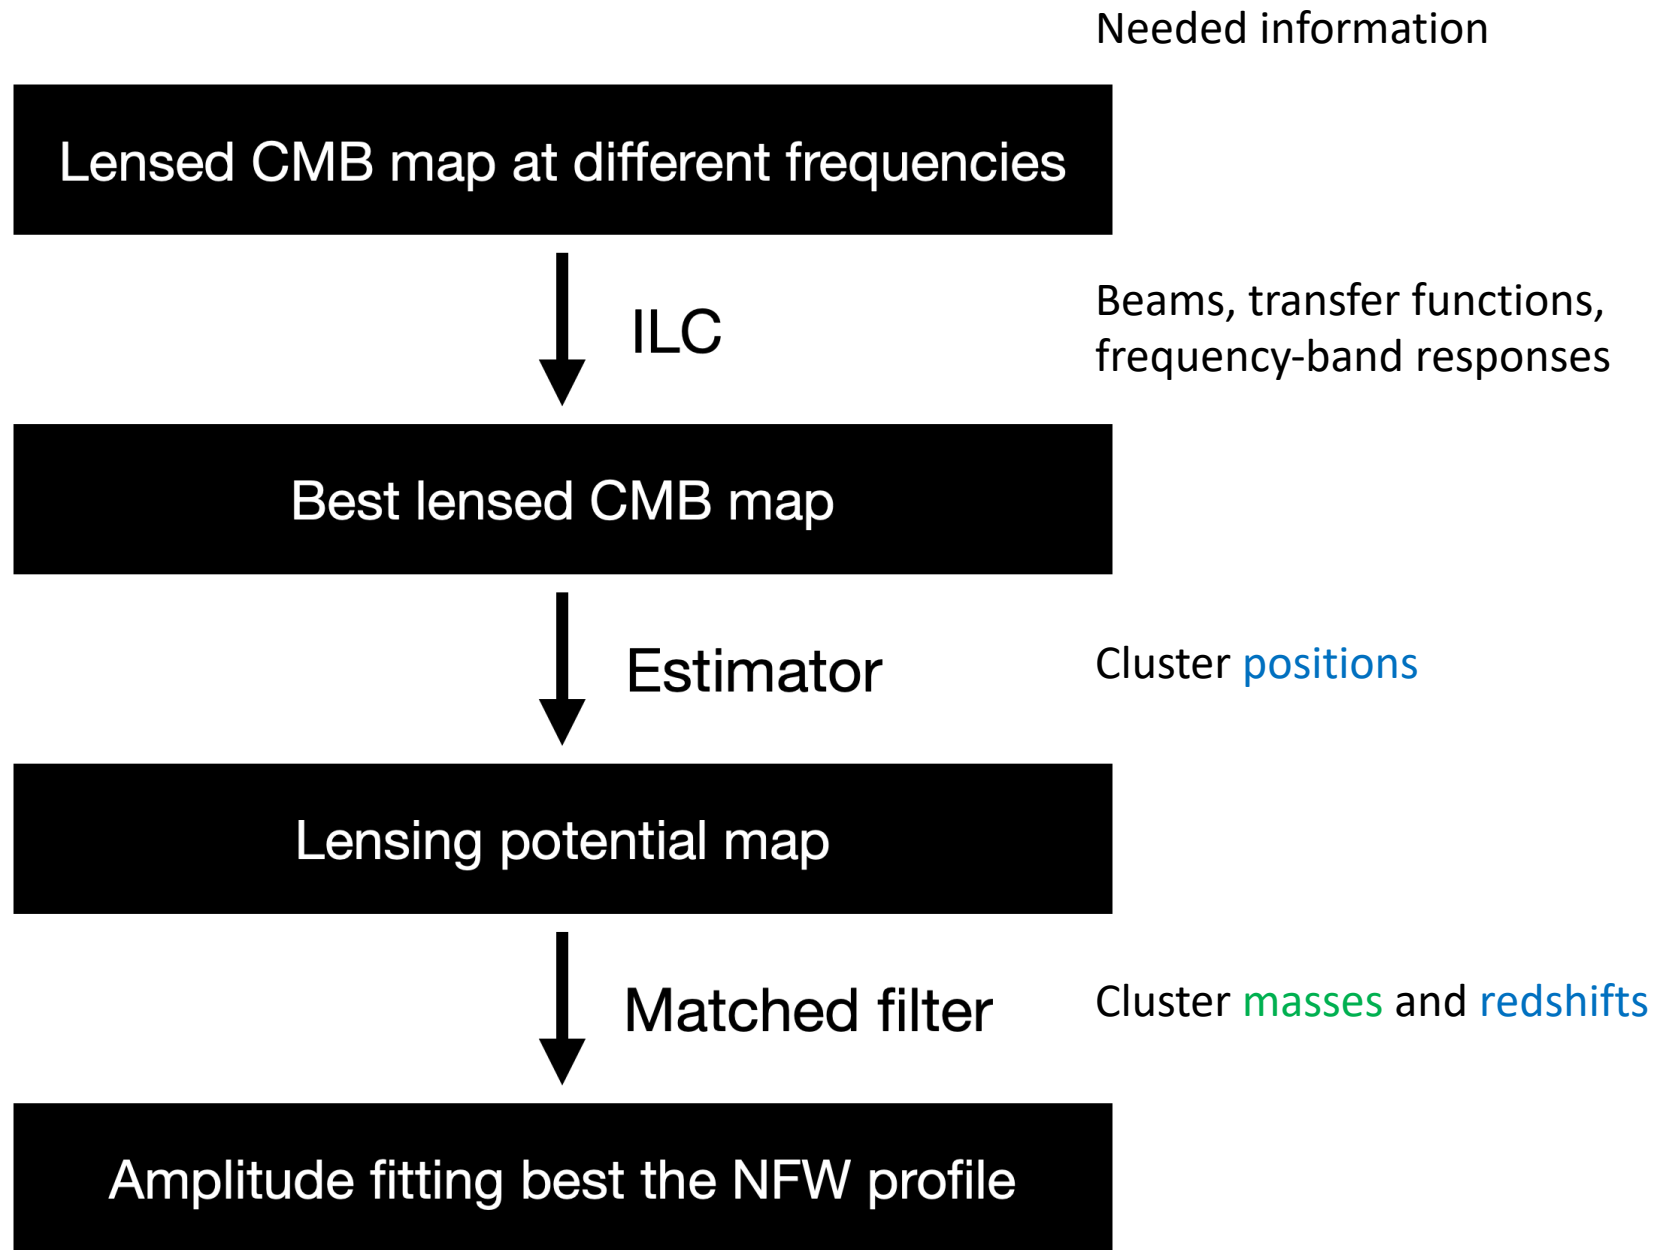 Needed information
Lensed CMB map at different frequencies
ILC
Beams, transfer functions,
frequency-band responses
Best lensed CMB map
Estimator
Cluster positions
Lensing potential map
Matched filter
Cluster masses and redshifts
Amplitude fitting best the NFW profile